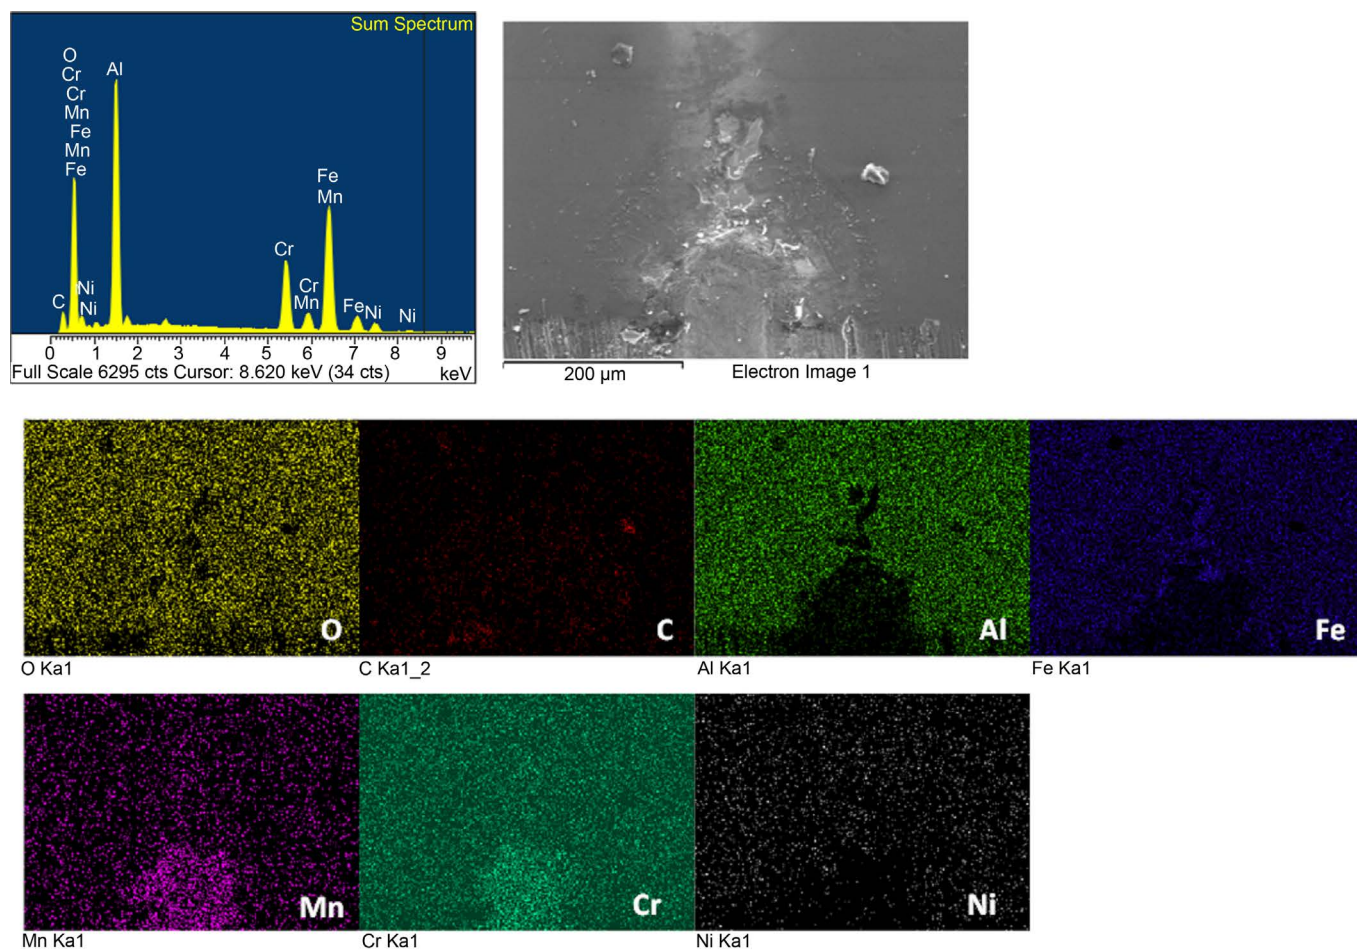 Sum Spectrum
O
Cr
Cr
Mn
Fe
Mn
Fe
Al
Ni
Ni
C
Cr
Cr
Mn
Fe
Mn
Fe
Ni
Ni
0 1 2 3 4 5 6 7 8 9
Full Scale 6295 cts Cursor: 8.620 keV (34 cts) keV
200 µm Electron Image 1
O C Al Fe
O Ka1 C Ka1_2 Al Ka1 Fe Ka1
Mn Cr Ni
Mn Ka1 Cr Ka1 Ni Ka1